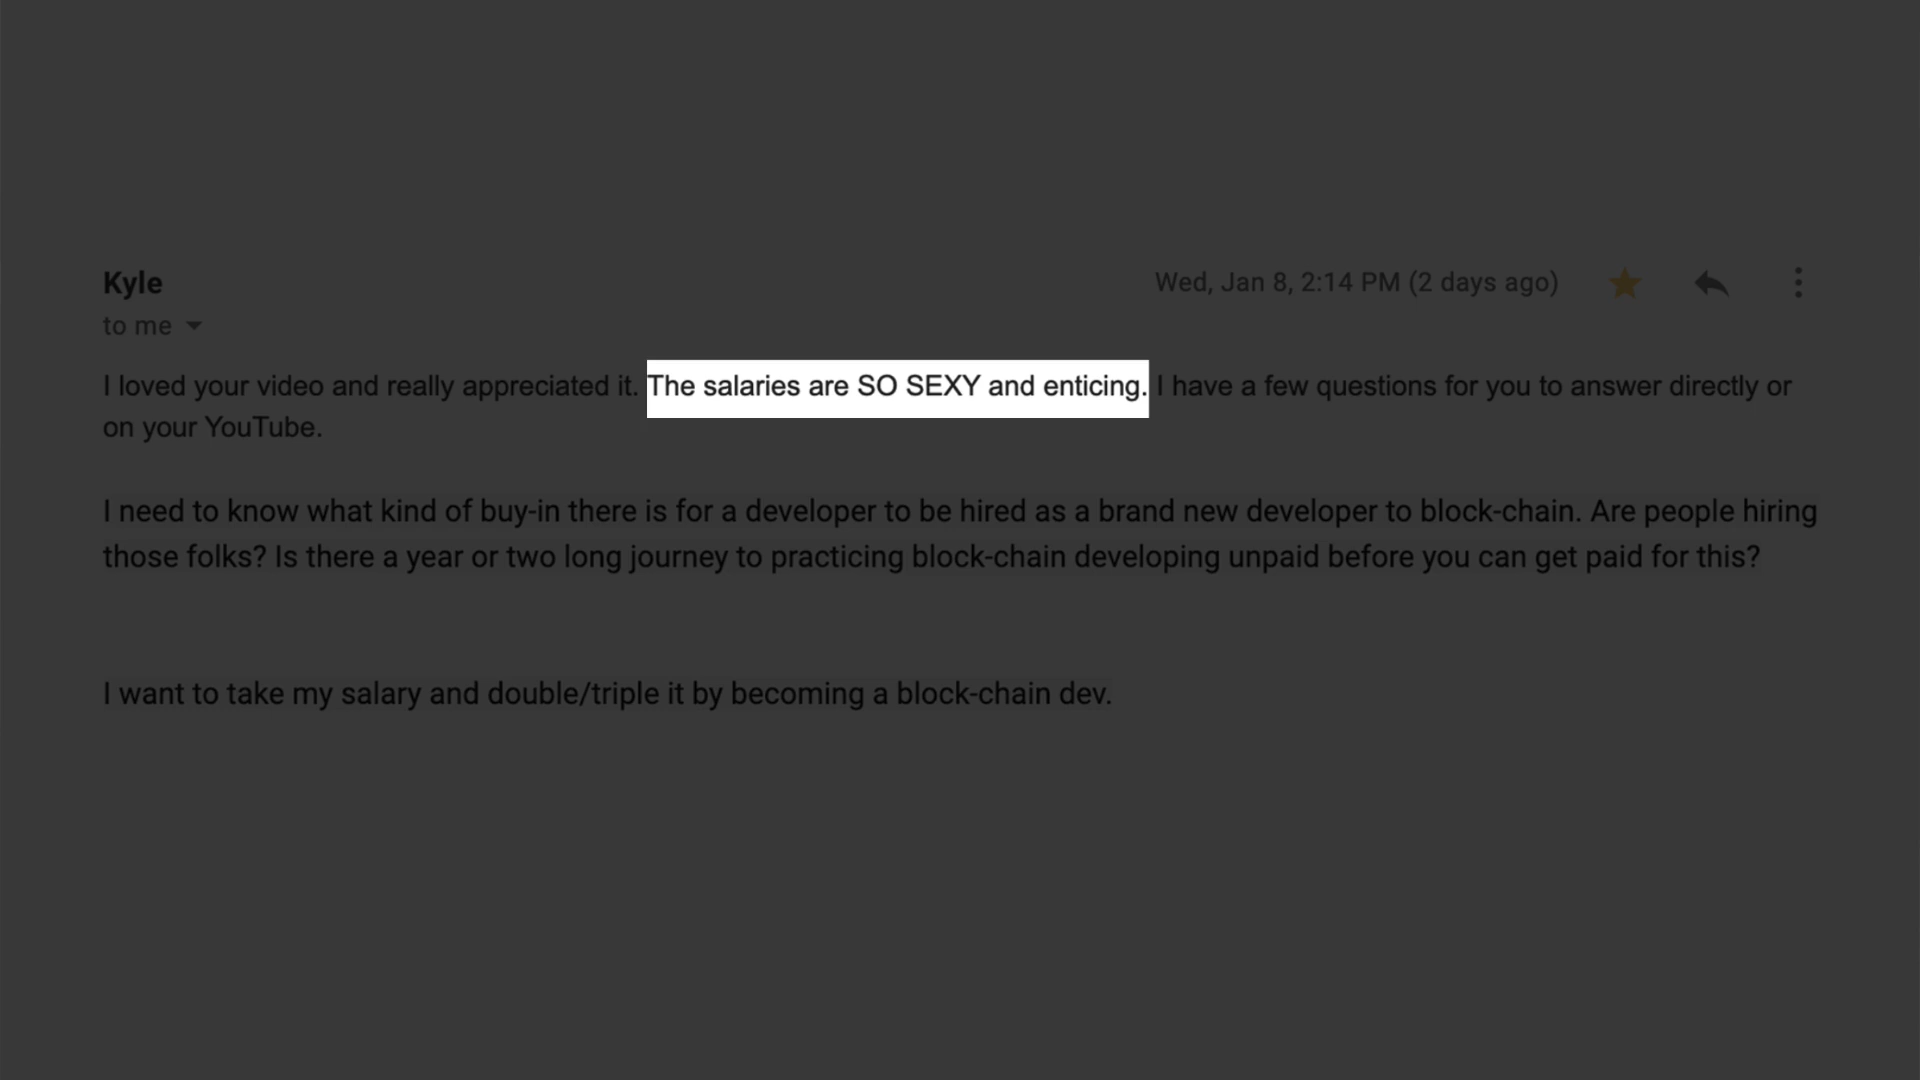 Kyle
Wed, Jan 8, 2:14 PM (2 days ago)
to me
I loved your video and really appreciated it. The salaries are SO SEXY and enticing. I have a few questions for you to answer directly or
on your YouTube.
I need to know what kind of buy-in there is for a developer to be hired as a brand new developer to block-chain. Are people hiring
those folks? Is there a year or two long journey to practicing block-chain developing unpaid before you can get paid for this?
I want to take my salary and double/triple it by becoming a block-chain dev.